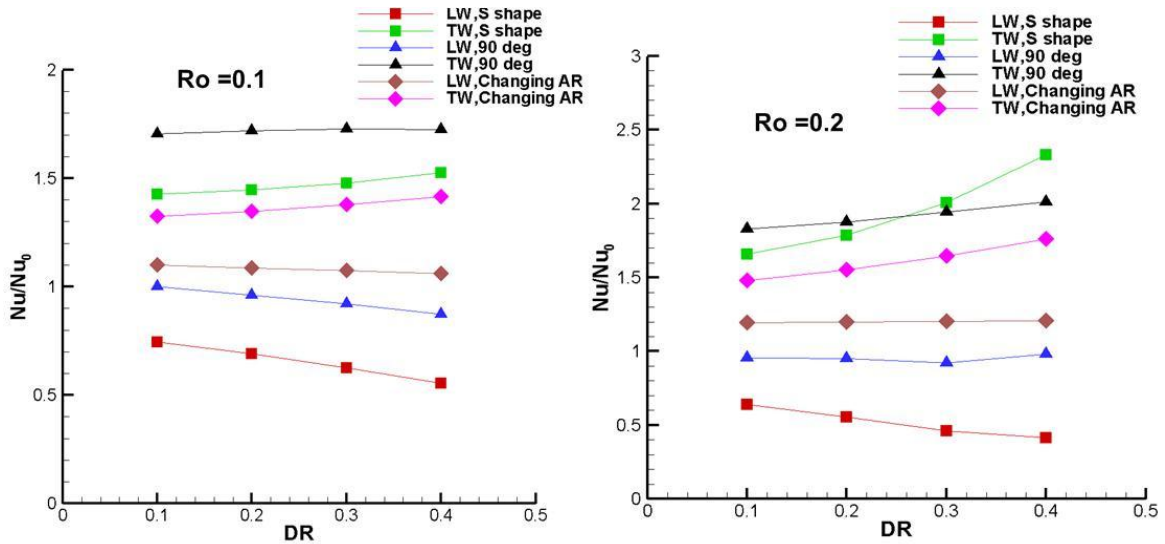 LW,S shape
TW,S shape
LW,90 deg
TW,90 deg
LW,Changing AR
TW,Changing AR
Ro =0.1
2
1.5
1
0.5
0
Nu/Nu0
0 0.1 0.2 0.3 0.4 0.5
DR
LW,S shape
TW,S shape
LW,90 deg
TW,90 deg
LW,Changing AR
TW,Changing AR
Ro =0.2
3
2.5
2
1.5
1
0.5
0
Nu/Nu0
0 0.1 0.2 0.3 0.4 0.5
DR